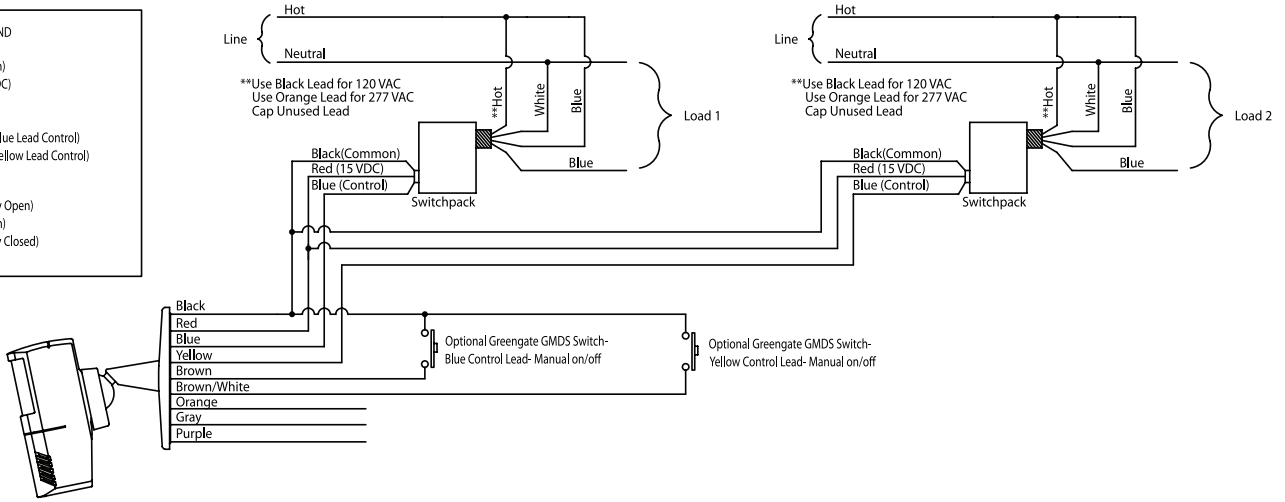 ND
n)
DC)
lue Lead Control)
ellow Lead Control)
y Open)
n)
y Closed)
Line
Hot
Neutral
**Use Black Lead for 120 VAC
Use Orange Lead for 277 VAC
Cap Unused Lead
**Hot
White
Blue
Blue
Load 1
Black(Common)
Red (15 VDC)
Blue (Control)
Switchpack
Line
Hot
Neutral
**Use Black Lead for 120 VAC
Use Orange Lead for 277 VAC
Cap Unused Lead
**Hot
White
Blue
Blue
Load 2
Black(Common)
Red (15 VDC)
Blue (Control)
Switchpack
Black
Red
Blue
Yellow
Brown
Brown/White
Orange
Gray
Purple
Optional Greengate GMDS Switch-
Blue Control Lead- Manual on/off
Optional Greengate GMDS Switch-
Yellow Control Lead- Manual on/off